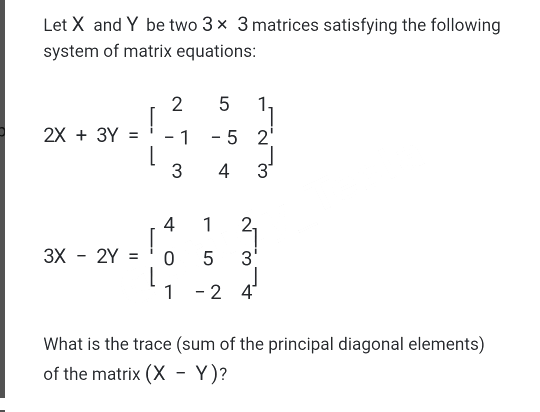 Let X and Y be two 3 × 3 matrices satisfying the following
system of matrix equations:
2 5 1
2X + 3Y = - 1 - 5 2
3 4 3
4 1 2
3X - 2Y = 0 5 3
1 - 2 4
What is the trace (sum of the principal diagonal elements)
of the matrix (X - Y)?